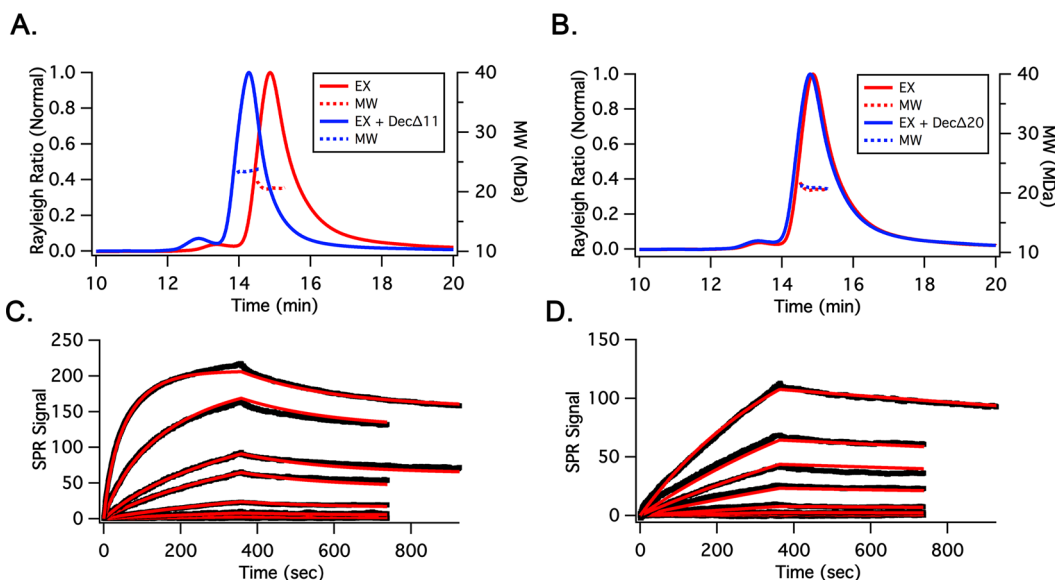 A.
Rayleigh Ratio (Normal)
1.0
0.8
0.6
0.4
0.2
0.0
10
12
14
16
18
20
Time (min)
40
30
20
10
MW (MDa)
EX
MW
EX + DecΔ11
MW
B.
Rayleigh Ratio (Normal)
1.0
0.8
0.6
0.4
0.2
0.0
10
12
14
16
18
20
Time (min)
40
30
20
10
MW (MDa)
EX
MW
EX + DecΔ20
MW
C.
SPR Signal
250
200
150
100
50
0
0
200
400
600
800
Time (sec)
D.
SPR Signal
150
100
50
0
0
200
400
600
800
Time (sec)